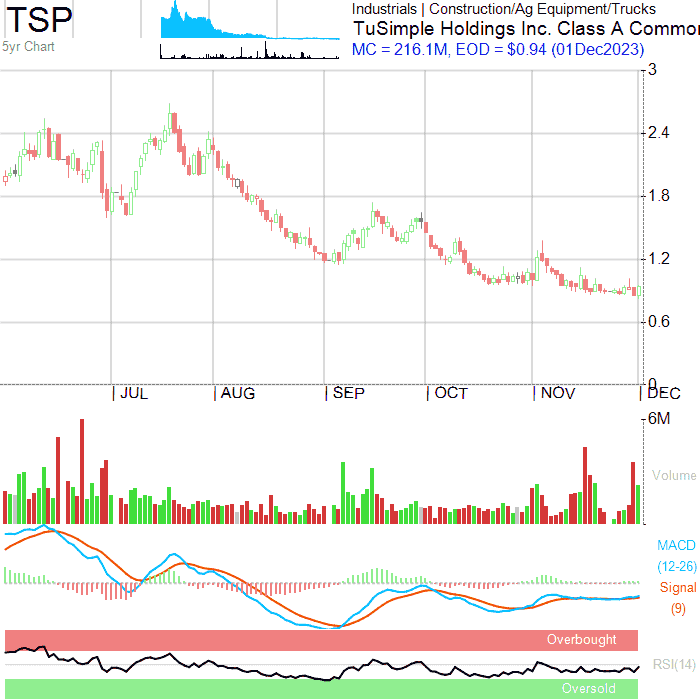 TSP
5yr Chart
Industrials | Construction/Ag Equipment/Trucks
TuSimple Holdings Inc. Class A Commo
MC = 216.1M, EOD = $0.94 (01Dec2023)
3
2.4
1.8
1.2
0.6
0
JUL AUG SEP OCT NOV DEC
6M
Volume
MACD
(12-26)
Signal
(9)
Overbought
RSI(14)
Oversold